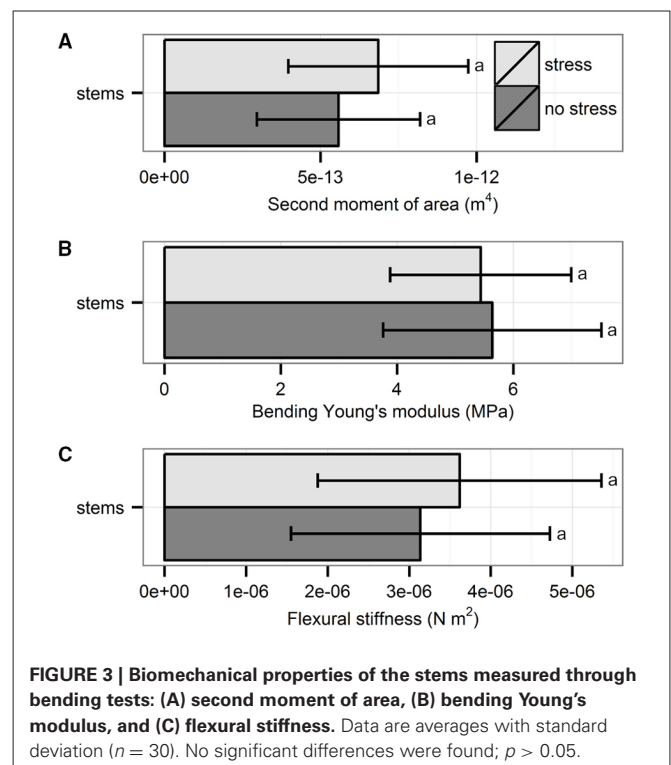 A
stems
a
a
stress
no stress
0e+00 5e-13 1e-12
Second moment of area (m⁴)
B
stems
a
a
0 2 4 6
Bending Young's modulus (MPa)
C
stems
a
a
0e+00 1e-06 2e-06 3e-06 4e-06 5e-06
Flexural stiffness (N m²)
FIGURE 3 | Biomechanical properties of the stems measured through
bending tests: (A) second moment of area, (B) bending Young's
modulus, and (C) flexural stiffness. Data are averages with standard
deviation (n = 30). No significant differences were found; p > 0.05.